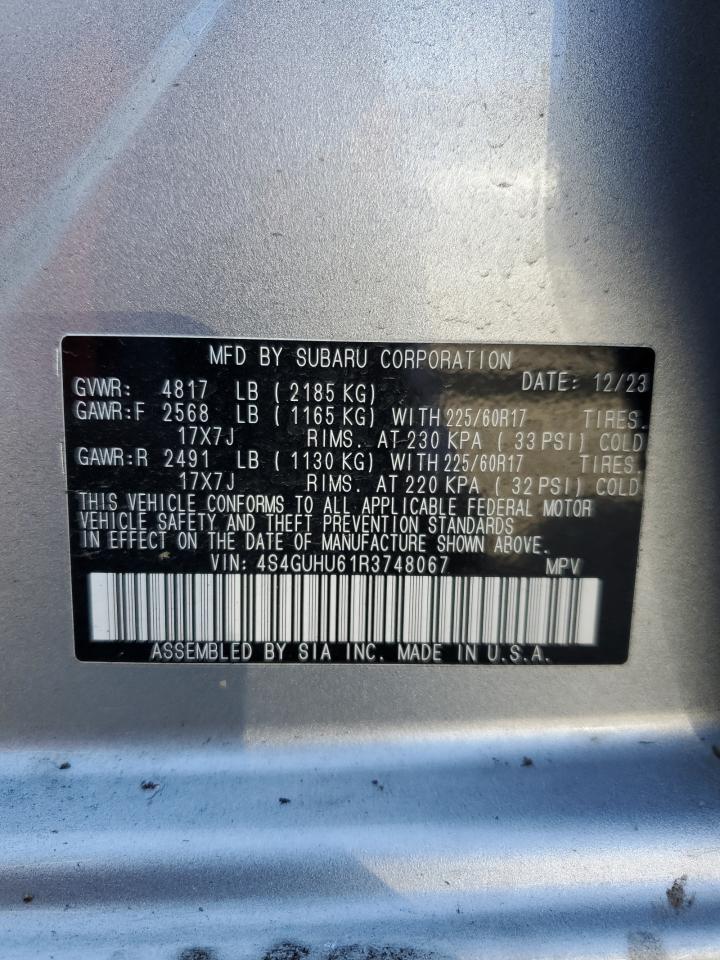 MFD BY SUBARU CORPORATION
GVWR: 4817 LB ( 2185 KG) DATE: 12/23
GAWR:F 2568 LB ( 1165 KG) WITH 225/60R17 TIRES.
17X7J RIMS. AT 230 KPA ( 33 PSI) COLD
GAWR:R 2491 LB ( 1130 KG) WITH 225/60R17 TIRES.
17X7J RIMS. AT 220 KPA ( 32 PSI) COLD
THIS VEHICLE CONFORMS TO ALL APPLICABLE FEDERAL MOTOR
VEHICLE SAFETY AND THEFT PREVENTION STANDARDS
IN EFFECT ON THE DATE OF MANUFACTURE SHOWN ABOVE.
VIN: 4S4GUHU61R3748067 MPV
ASSEMBLED BY SIA INC. MADE IN U.S.A.